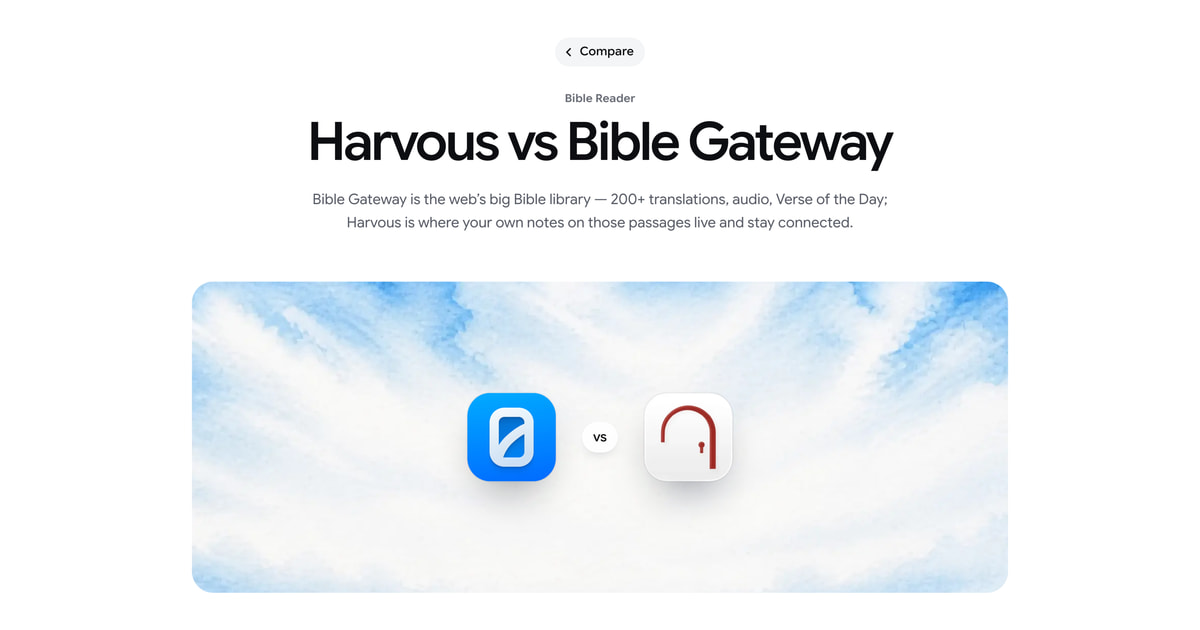 Compare
Bible Reader
Harvous vs Bible Gateway
Bible Gateway is the web’s big Bible library — 200+ translations, audio, Verse of the Day;
Harvous is where your own notes on those passages live and stay connected.
vs